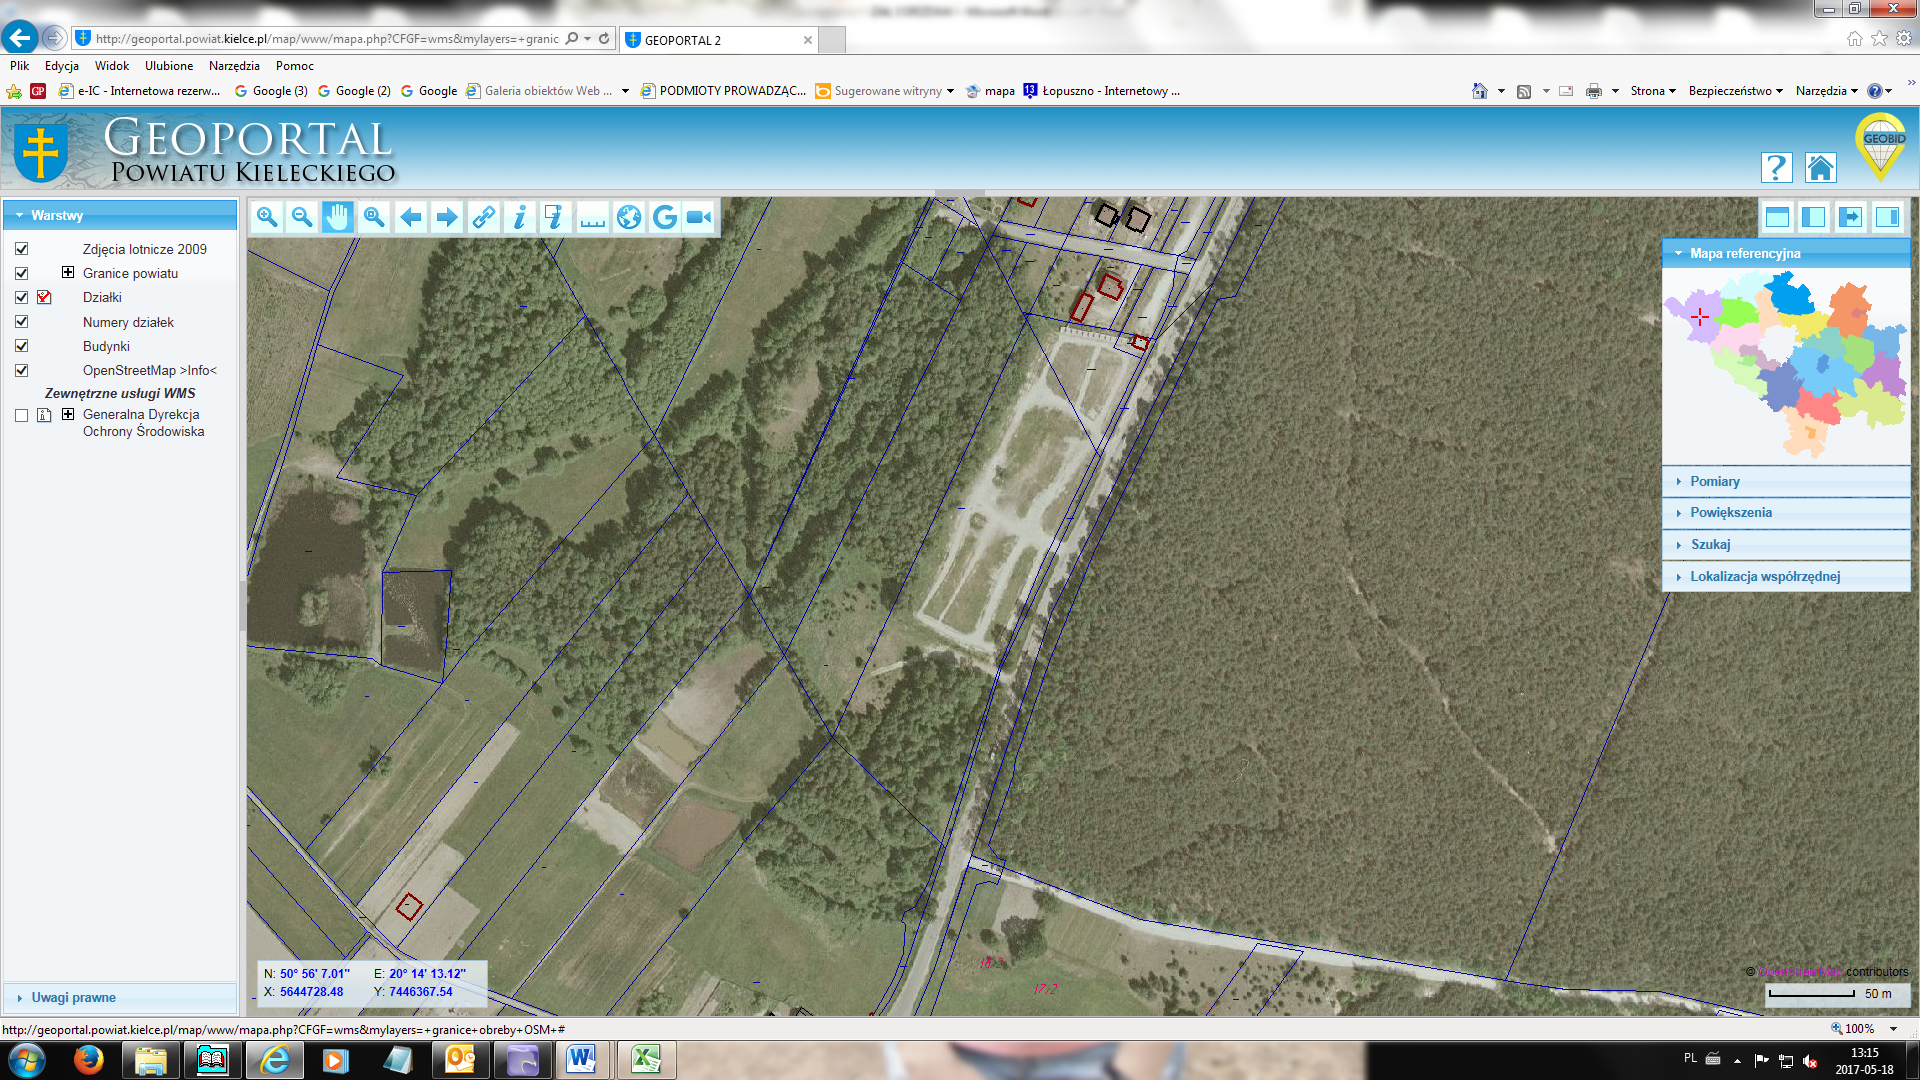 http://geoportal.powiat.kielce.pl/map/www/mapa.php?CFGF=wms&mylayers=+granic
GEOPORTAL 2
Plik Edycja Widok Ulubione Narzędzia Pomoc
GP e-IC - Internetowa rezerw... Google (3) Google (2) Google Galeria obiektów Web ... PODMIOTY PROWADZĄC... Sugerowane witryny mapa 13 Łopuszno - Internetowy ... Strona Bezpieczeństwo Narzędzia
GEOPORTAL
POWIATU KIELECKIEGO
GEOBID
Warstwy
Zdjęcia lotnicze 2009
Granice powiatu
Działki
Numery działek
Budynki
OpenStreetMap >Info<
Zewnętrzne usługi WMS
Generalna Dyrekcja
Ochrony Środowiska
Uwagi prawne
Mapa referencyjna
Pomiary
Powiększenia
Szukaj
Lokalizacja współrzędnej
17/2
N: 50° 56' 7.01" E: 20° 14' 13.12"
X: 5644728.48 Y: 7446367.54
© OpenStreetMap contributors
50 m
http://geoportal.powiat.kielce.pl/map/www/mapa.php?CFGF=wms&mylayers=+granice+obreby+OSM+#
100%
PL
13:15
2017-05-18